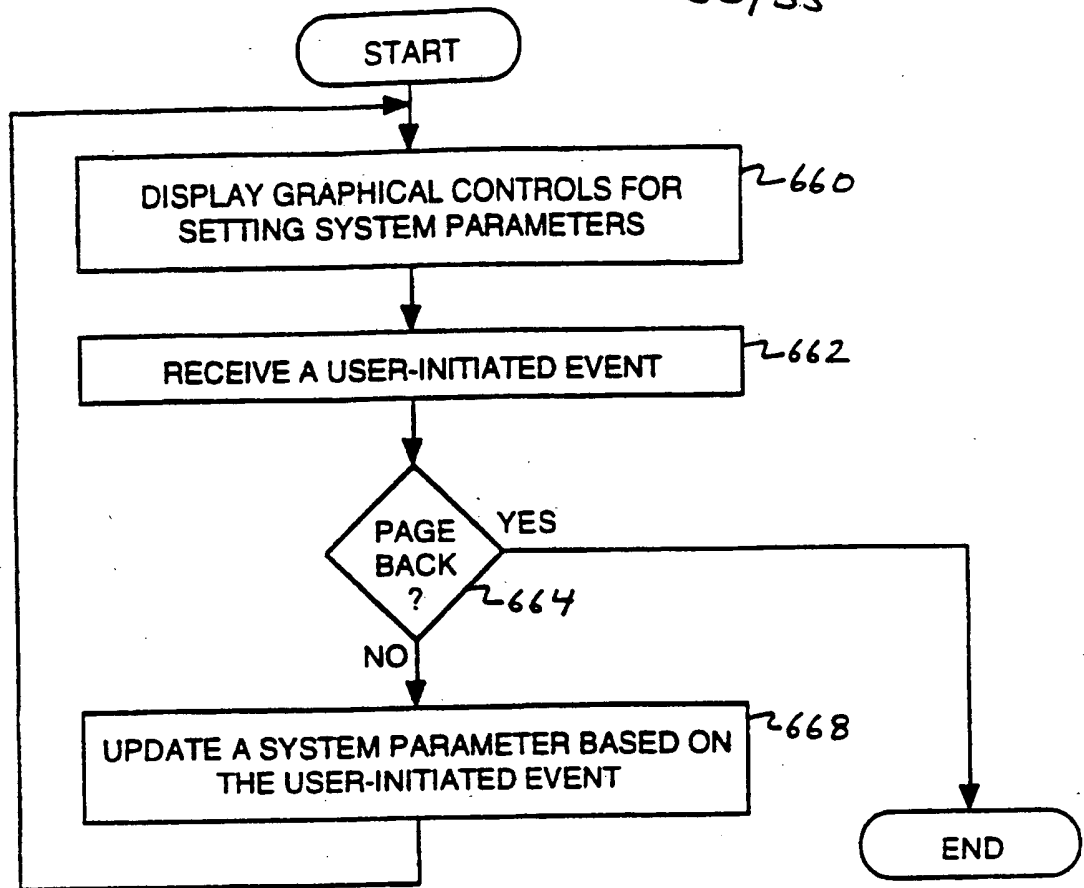 START
DISPLAY GRAPHICAL CONTROLS FOR
SETTING SYSTEM PARAMETERS
660
RECEIVE A USER-INITIATED EVENT
662
PAGE
BACK
?
YES
664
NO
UPDATE A SYSTEM PARAMETER BASED ON
THE USER-INITIATED EVENT
668
END